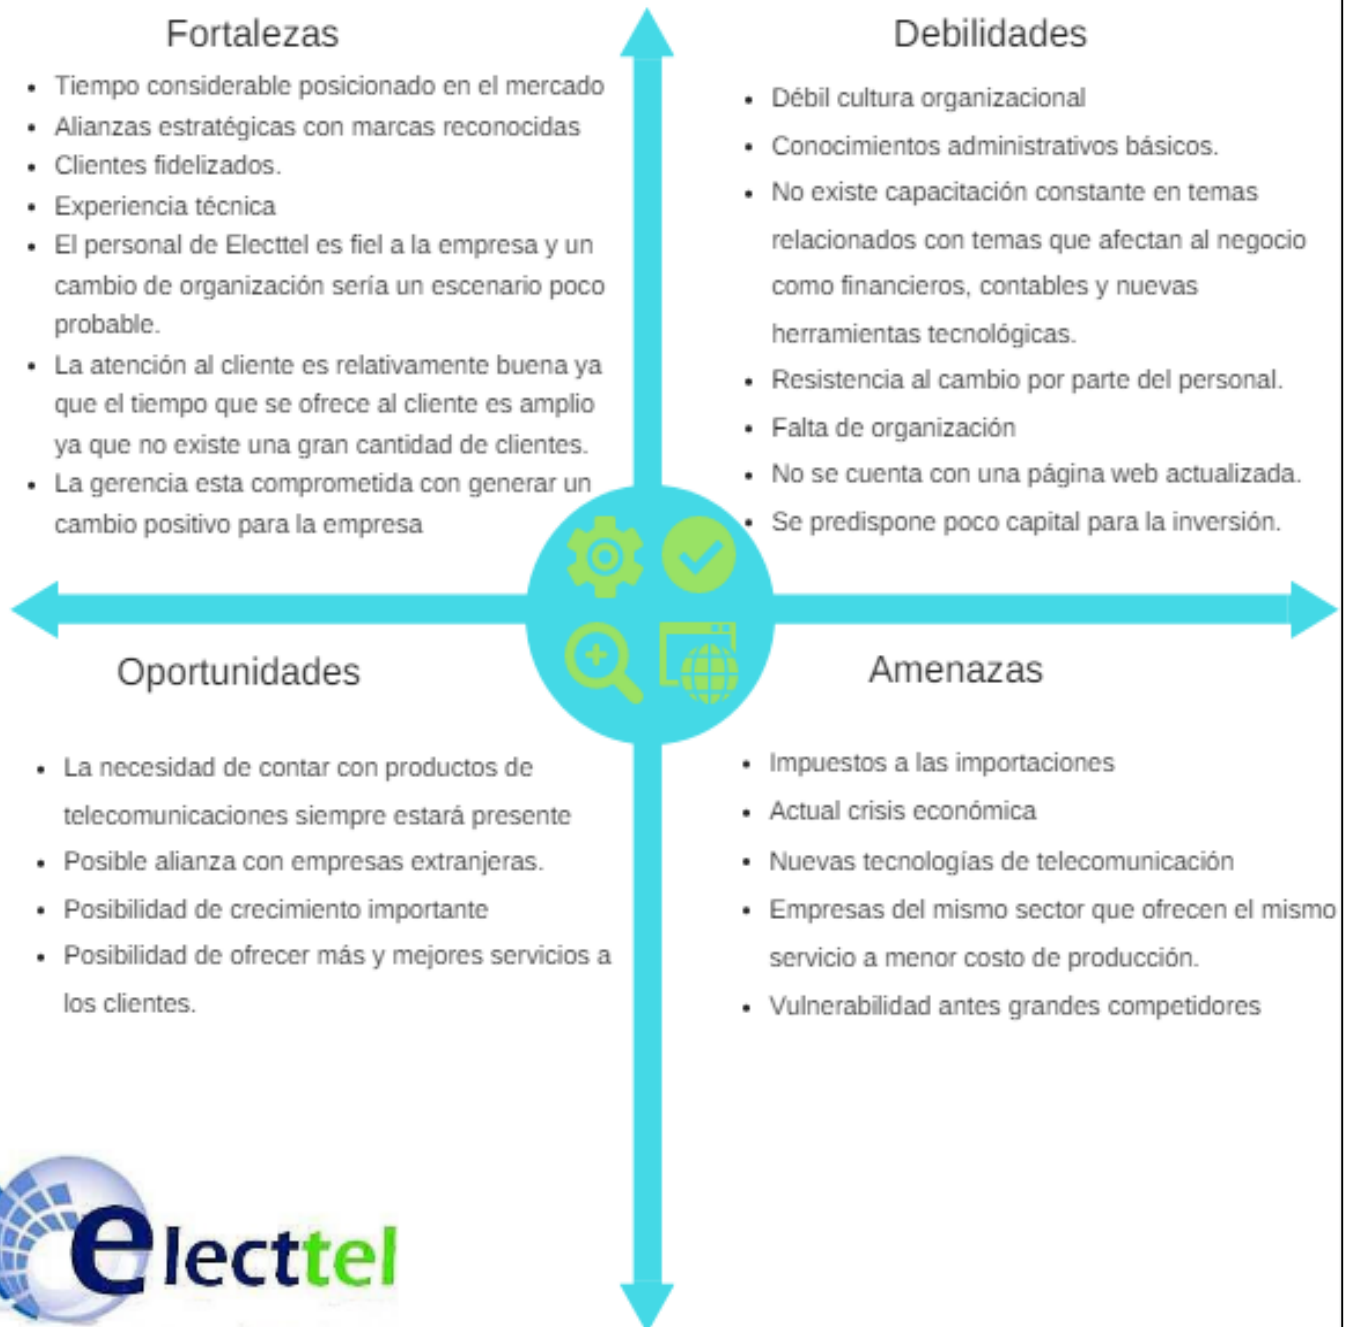 Fortalezas
• Tiempo considerable posicionado en el mercado
• Alianzas estratégicas con marcas reconocidas
• Clientes fidelizados.
• Experiencia técnica
• El personal de Electtel es fiel a la empresa y un
cambio de organización sería un escenario poco
probable.
• La atención al cliente es relativamente buena ya
que el tiempo que se ofrece al cliente es amplio
ya que no existe una gran cantidad de clientes.
• La gerencia esta comprometida con generar un
cambio positivo para la empresa
Debilidades
• Débil cultura organizacional
• Conocimientos administrativos básicos.
• No existe capacitación constante en temas
relacionados con temas que afectan al negocio
como financieros, contables y nuevas
herramientas tecnológicas.
• Resistencia al cambio por parte del personal.
• Falta de organización
• No se cuenta con una página web actualizada.
• Se predispone poco capital para la inversión.
Oportunidades
• La necesidad de contar con productos de
telecomunicaciones siempre estará presente
• Posible alianza con empresas extranjeras.
• Posibilidad de crecimiento importante
• Posibilidad de ofrecer más y mejores servicios a
los clientes.
Amenazas
• Impuestos a las importaciones
• Actual crisis económica
• Nuevas tecnologías de telecomunicación
• Empresas del mismo sector que ofrecen el mismo
servicio a menor costo de producción.
• Vulnerabilidad antes grandes competidores
electtel